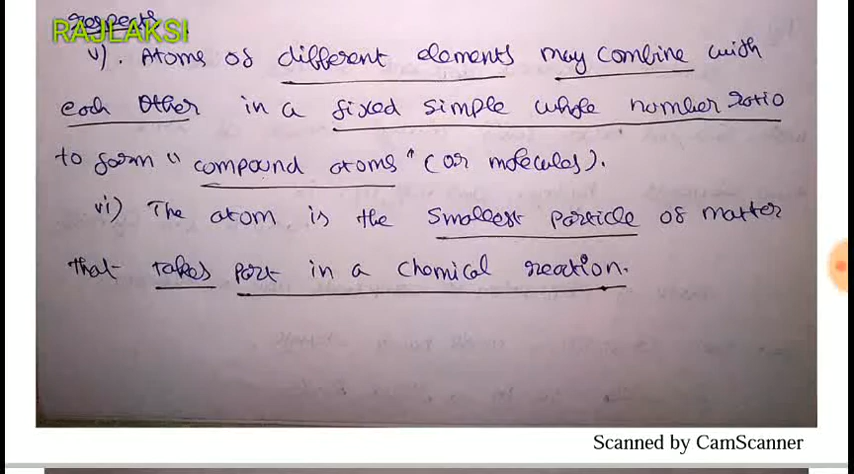 respects
RAJLAKSI
v). Atoms of different elements may combine with
each other in a fixed simple whole number ratio
to form "compound atoms" (or molecules).
vi) The atom is the smallest particle of matter
that takes part in a chemical reaction.
Scanned by CamScanner